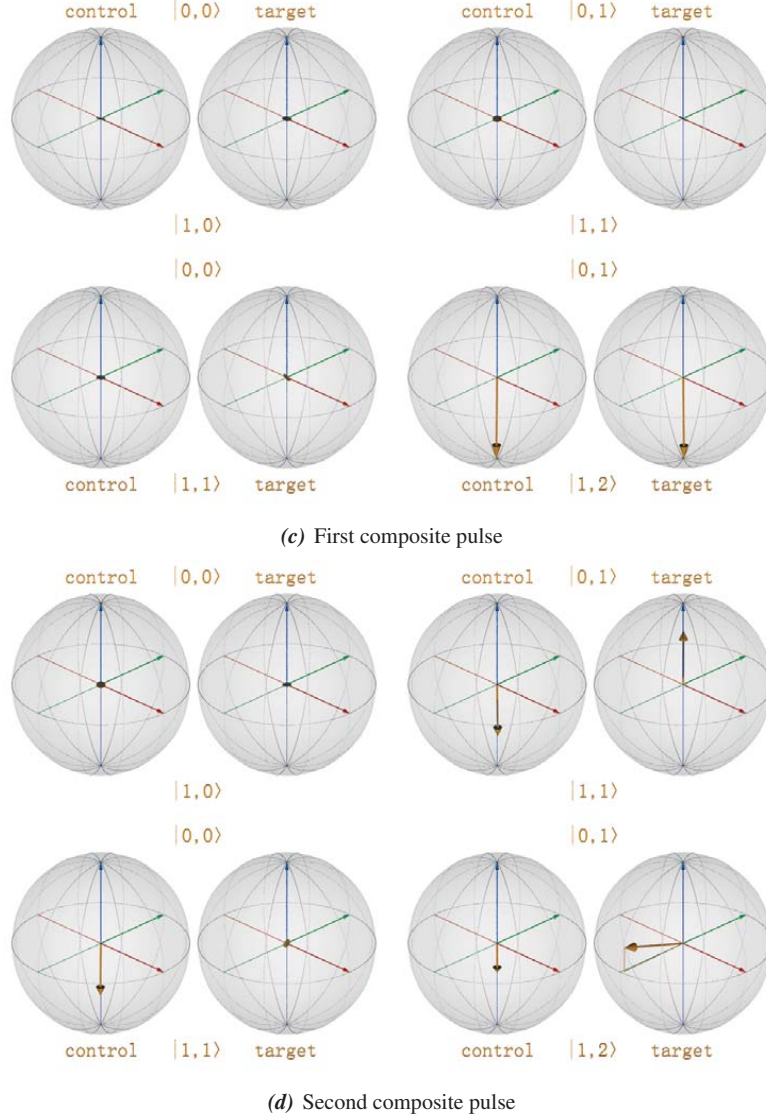 control |0,0⟩ target control |0,1⟩ target
|1,0⟩ |1,1⟩
|0,0⟩ |0,1⟩
control |1,1⟩ target control |1,2⟩ target
(c) First composite pulse
control |0,0⟩ target control |0,1⟩ target
|1,0⟩ |1,1⟩
|0,0⟩ |0,1⟩
control |1,1⟩ target control |1,2⟩ target
(d) Second composite pulse